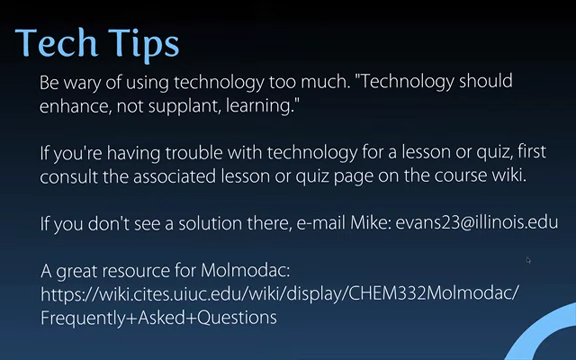 Tech Tips
Be wary of using technology too much. "Technology should
enhance, not supplant, learning."
If you're having trouble with technology for a lesson or quiz, first
consult the associated lesson or quiz page on the course wiki.
If you don't see a solution there, e-mail Mike: evans23@illinois.edu
A great resource for Molmodac:
https://wiki.cites.uiuc.edu/wiki/display/CHEM332Molmodac/
Frequently+Asked+Questions